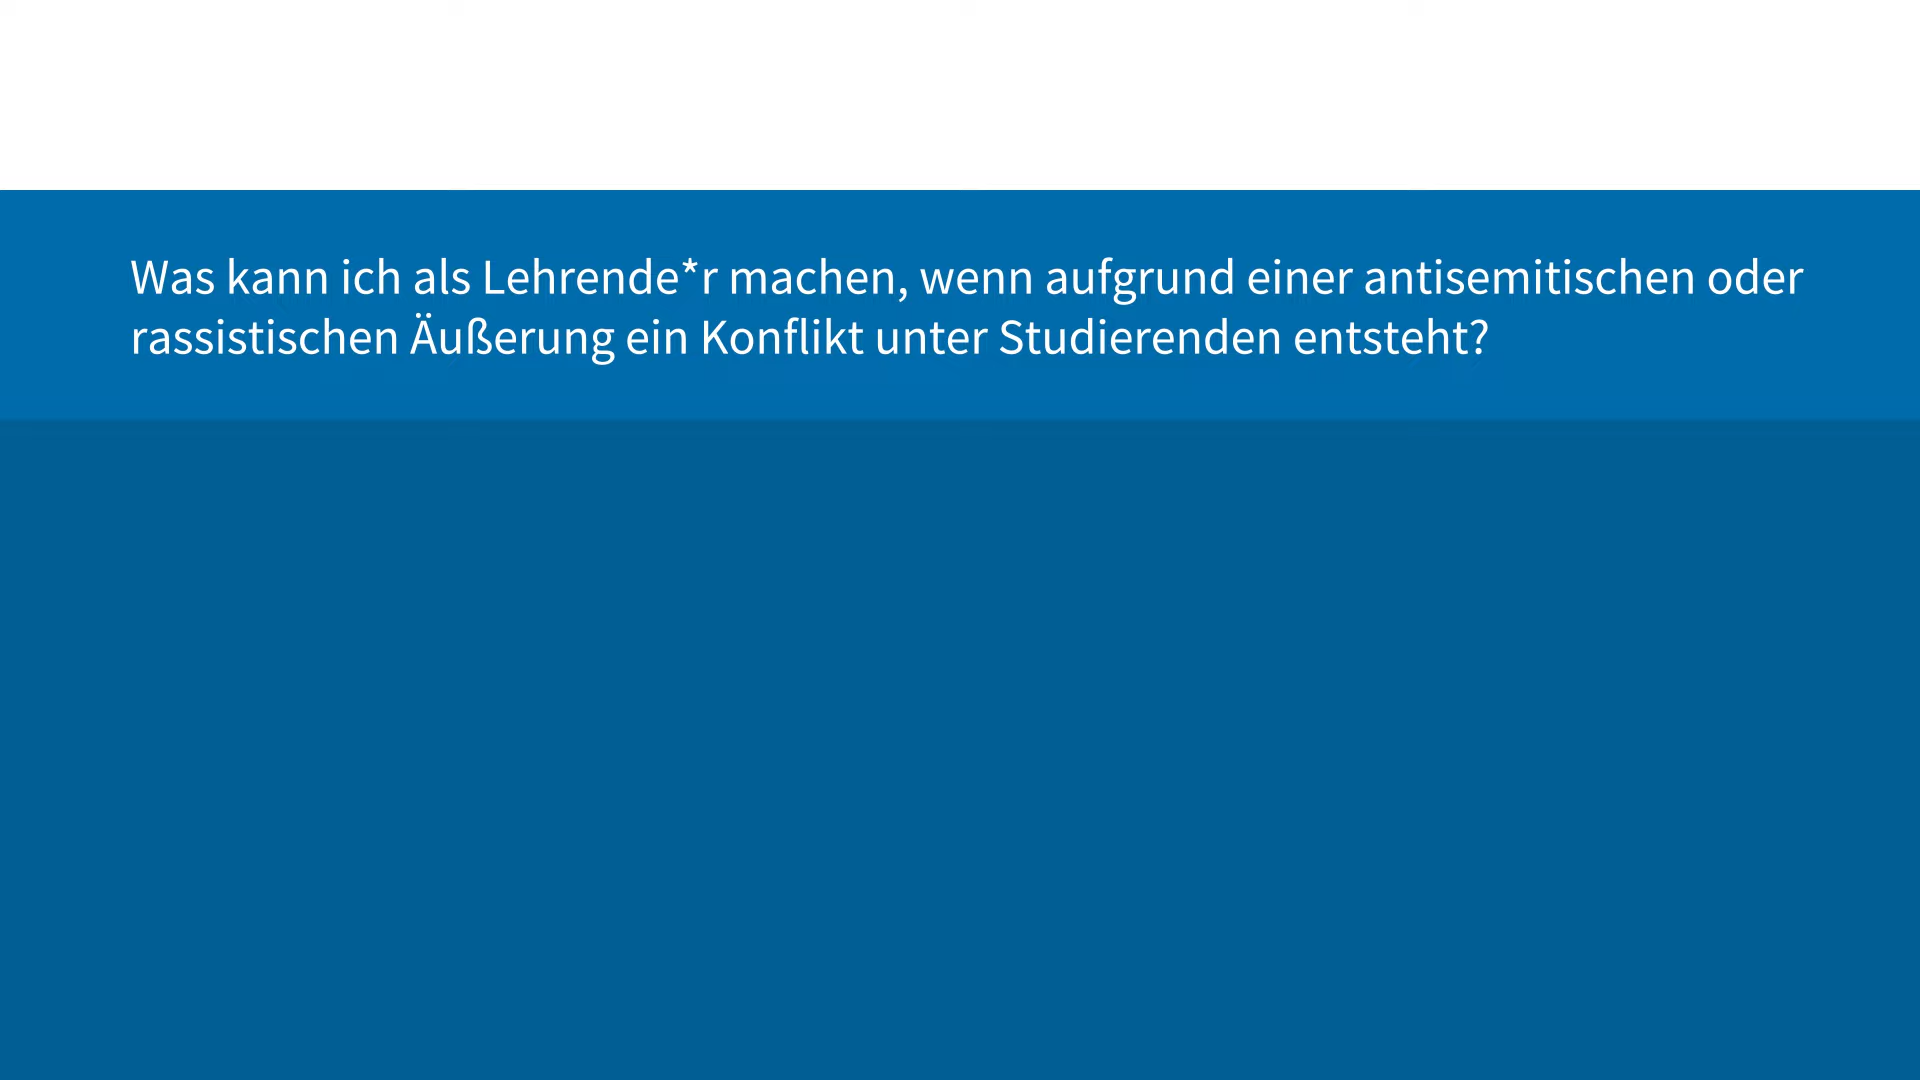 Was kann ich als Lehrende*r machen, wenn aufgrund einer antisemitischen oder
rassistischen Äußerung ein Konflikt unter Studierenden entsteht?